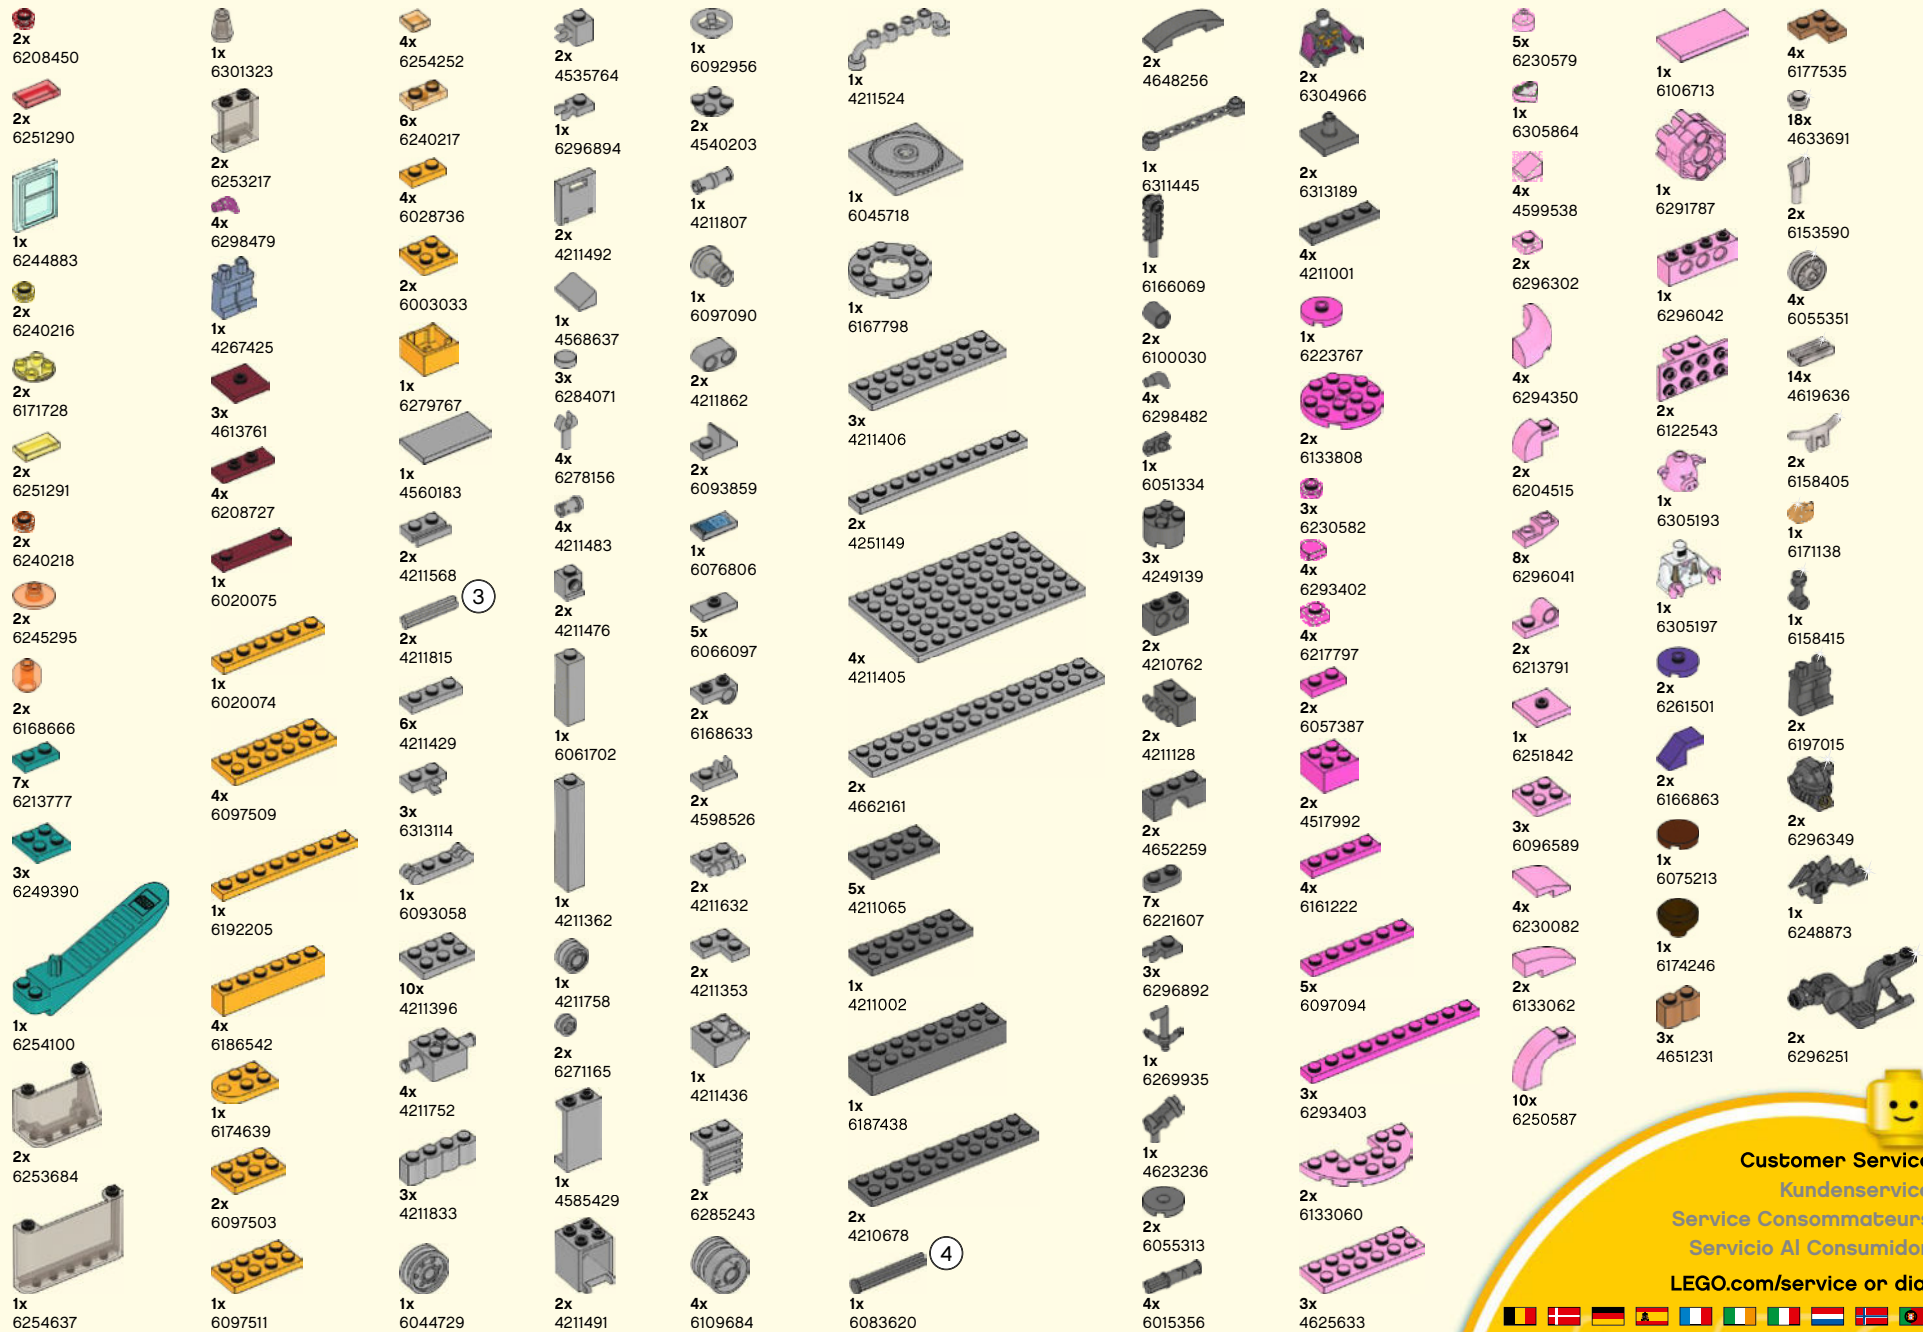 2x
6208450
2x
6251290
1x
6244883
2x
6240216
2x
6171728
2x
6251291
2x
6240218
2x
6245295
2x
6168666
7x
6213777
3x
6249390
1x
6254100
2x
6253684
1x
6254637
1x
6301323
2x
6253217
4x
6298479
1x
4267425
3x
4613761
4x
6208727
1x
6020075
1x
6020074
4x
6097509
1x
6192205
4x
6186542
1x
6174639
2x
6097503
1x
6097511
4x
6254252
6x
6240217
4x
6028736
2x
6003033
1x
6279767
1x
4560183
2x
4211568
3
2x
4211815
6x
4211429
3x
6313114
1x
6093058
10x
4211396
4x
4211752
3x
4211833
1x
6044729
2x
4535764
1x
6296894
2x
4211492
1x
4568637
3x
6284071
4x
6278156
4x
4211483
2x
4211476
1x
6061702
1x
4211362
1x
4211758
2x
6271165
1x
4585429
2x
4211491
1x
6092956
2x
4540203
1x
4211807
1x
6097090
2x
4211862
2x
6093859
1x
6076806
5x
6066097
2x
6168633
2x
4598526
2x
4211632
2x
4211353
1x
4211436
2x
6285243
4x
6109684
1x
4211524
1x
6045718
1x
6167798
3x
4211406
2x
4251149
4x
4211405
2x
4662161
5x
4211065
1x
4211002
1x
6187438
2x
4210678
4
1x
6083620
2x
4648256
1x
6311445
1x
6166069
2x
6100030
4x
6298482
1x
6051334
3x
4249139
2x
4210762
2x
4211128
2x
4652259
7x
6221607
3x
6296892
1x
6269935
1x
4623236
2x
6055313
4x
6015356
2x
6304966
2x
6313189
4x
4211001
1x
6223767
2x
6133808
3x
6230582
4x
6293402
4x
6217797
2x
6057387
2x
4517992
4x
6161222
5x
6097094
3x
6293403
2x
6133060
3x
4625633
5x
6230579
1x
6305864
4x
4599538
2x
6296302
4x
6294350
2x
6204515
8x
6296041
2x
6213791
1x
6251842
3x
6096589
4x
6230082
2x
6133062
10x
6250587
1x
6106713
1x
6291787
1x
6296042
2x
6122543
1x
6305193
1x
6305197
2x
6261501
2x
6166863
1x
6075213
1x
6174246
3x
4651231
4x
6177535
18x
4633691
2x
6153590
4x
6055351
14x
4619636
2x
6158405
1x
6171138
1x
6158415
2x
6197015
2x
6296349
1x
6248873
2x
6296251
Customer Service
Kundenservice
Service Consommateurs
Servicio Al Consumidor
LEGO.com/service or dial